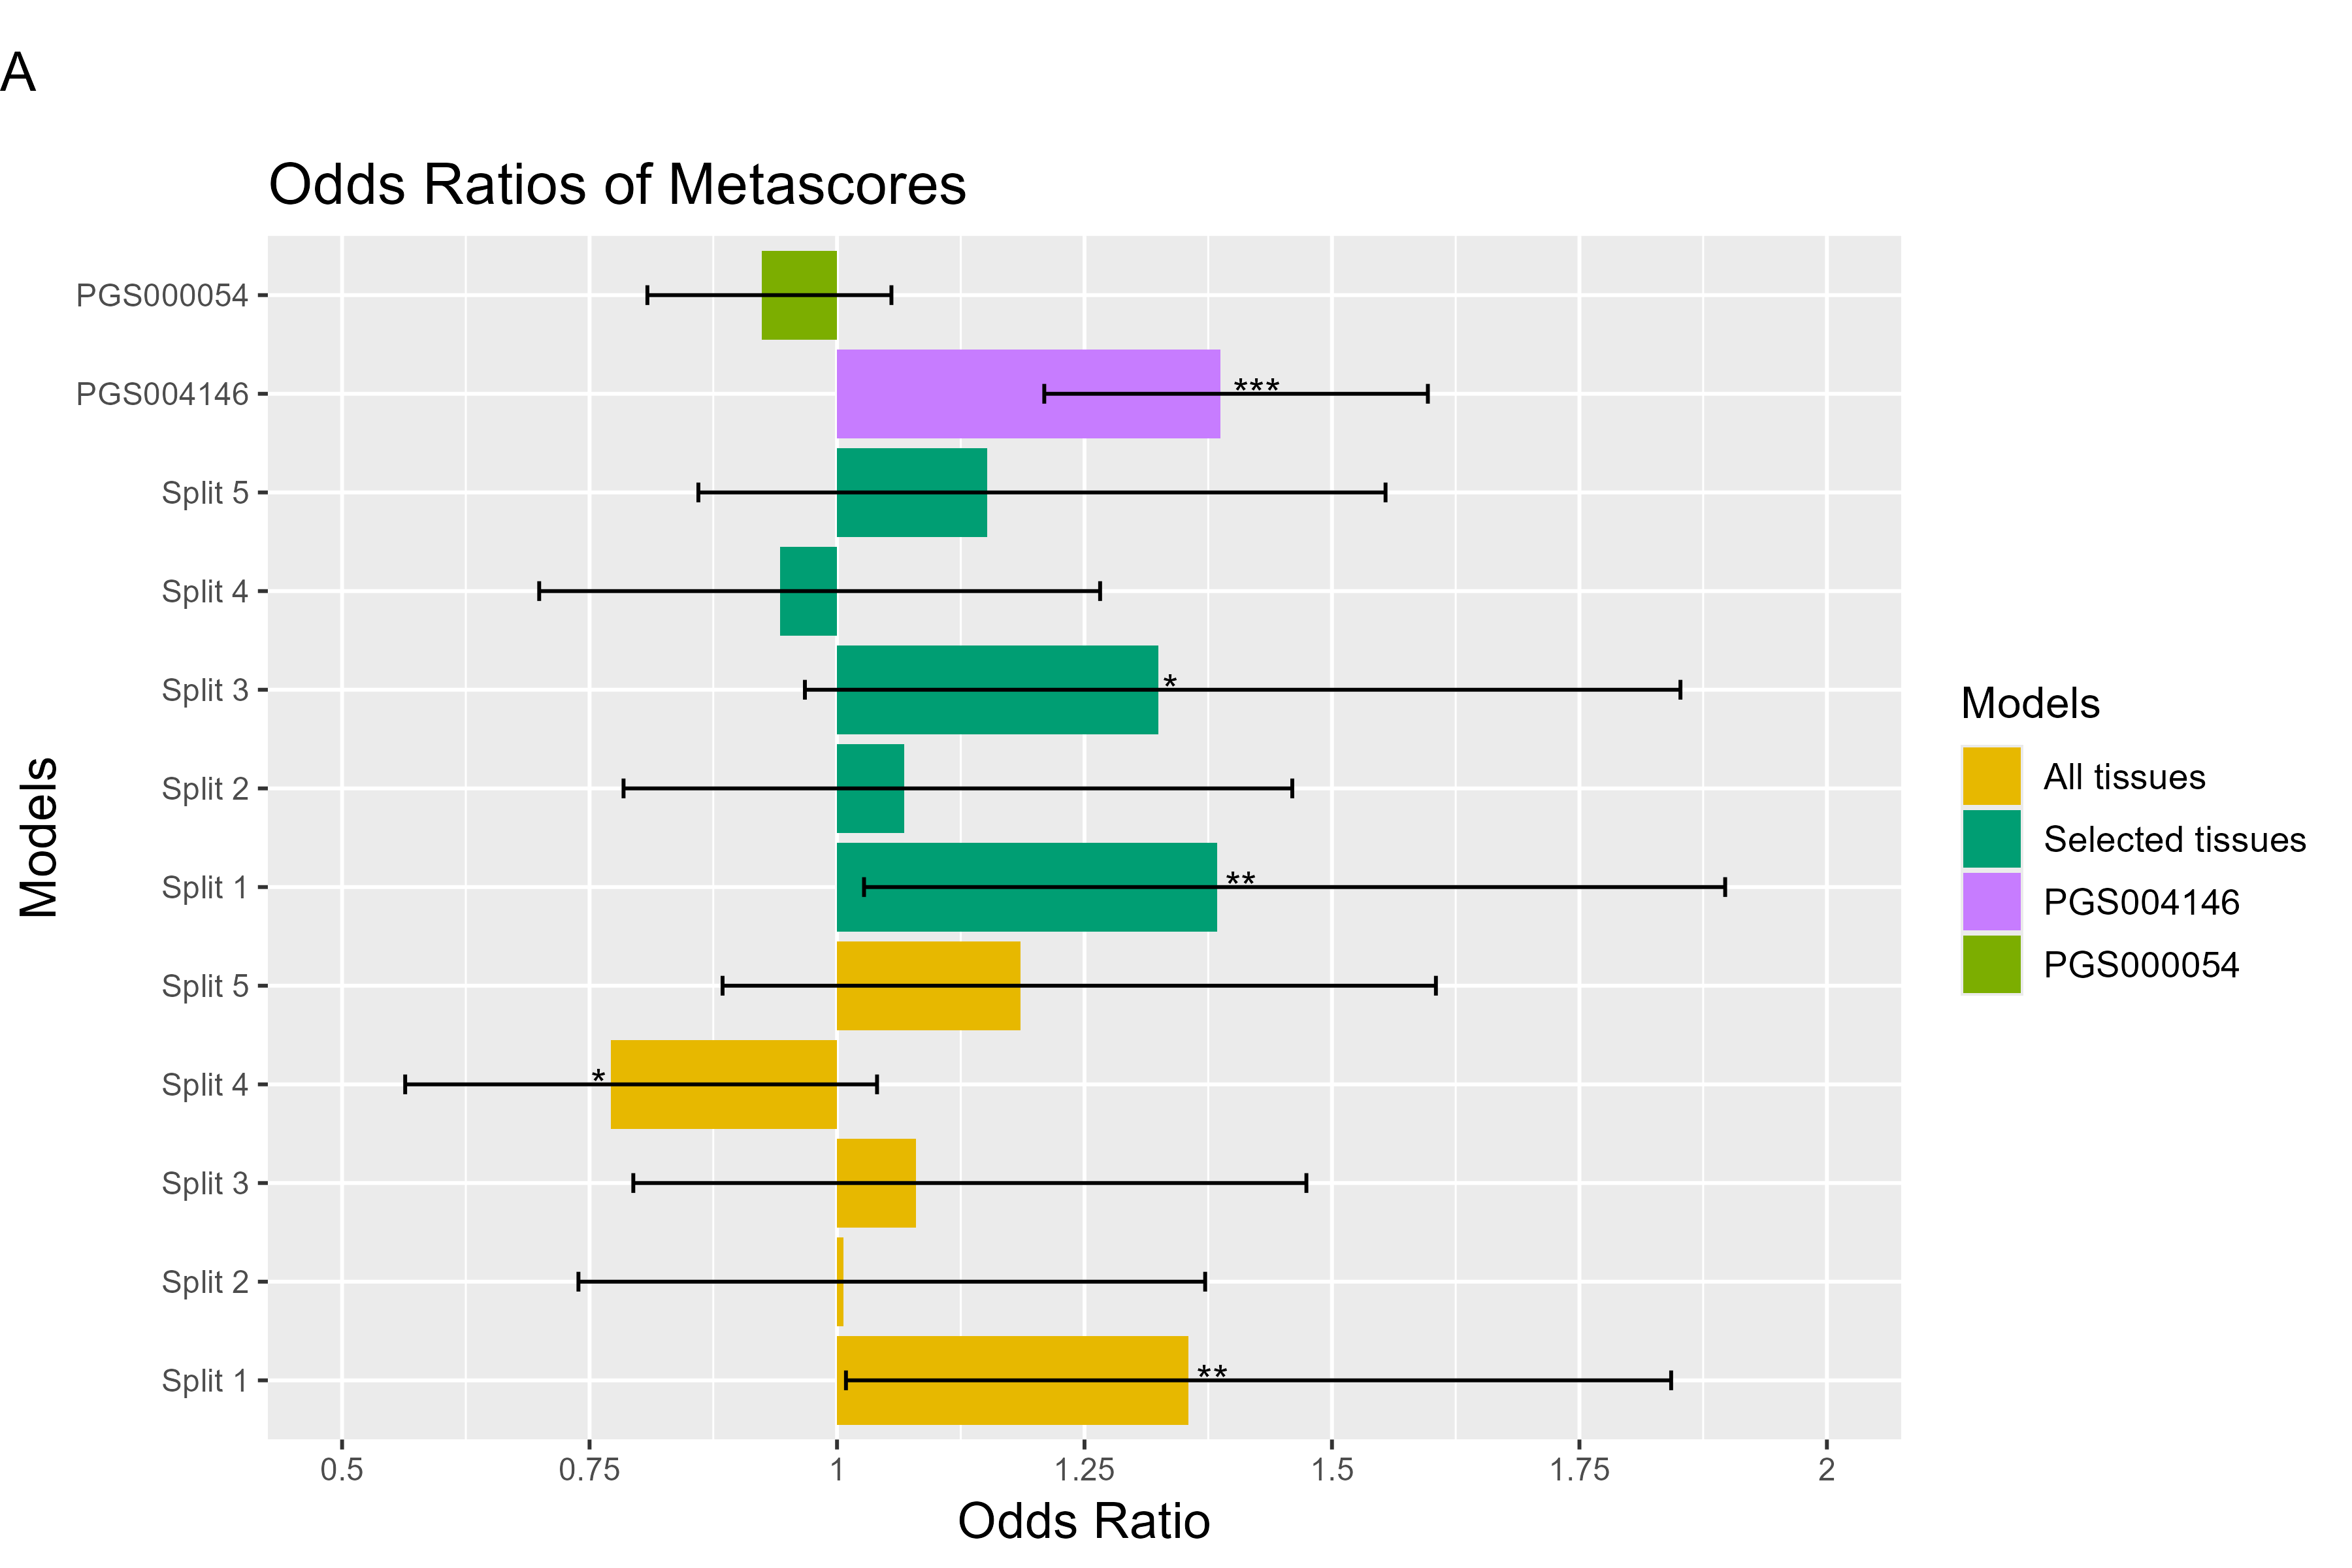 A
Odds Ratios of Metascores
PGS000054
PGS004146
***
Split 5
Split 4
Split 3
*
Split 2
Split 1
**
Split 5
Split 4
*
Split 3
Split 2
Split 1
**
0.5 0.75 1 1.25 1.5 1.75 2
Odds Ratio
Models
Models
All tissues
Selected tissues
PGS004146
PGS000054